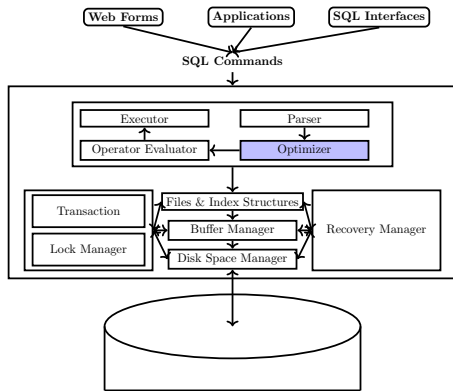 Web Forms
Applications
SQL Interfaces
SQL Commands
Executor
Parser
Operator Evaluator
Optimizer
Files & Index Structures
Transaction
Buffer Manager
Recovery Manager
Lock Manager
Disk Space Manager